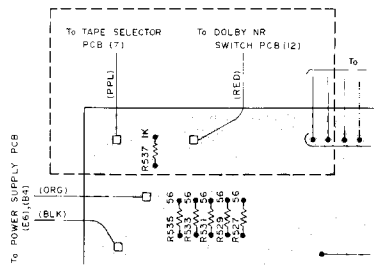 To TAPE SELECTOR
PCB (7)
To DOLBY NR
SWITCH PCB (12)
To
(PPL)
(RED)
R537 1K
To POWER SUPPLY PCB
(E61),(B4)
(ORG)
(BLK)
R535 56
R533 56
R531 56
R529 56
R527 56